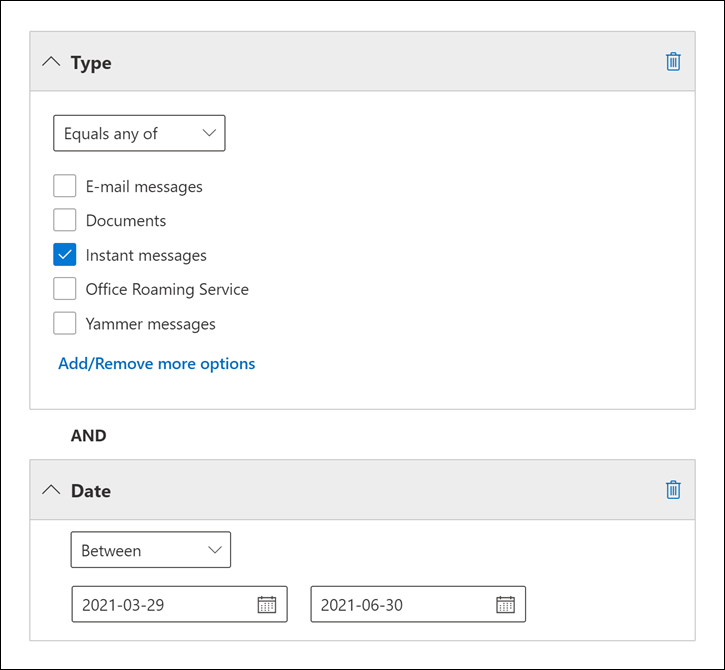 Type
Equals any of
E-mail messages
Documents
Instant messages
Office Roaming Service
Yammer messages
Add/Remove more options
AND
Date
Between
2021-03-29 2021-06-30